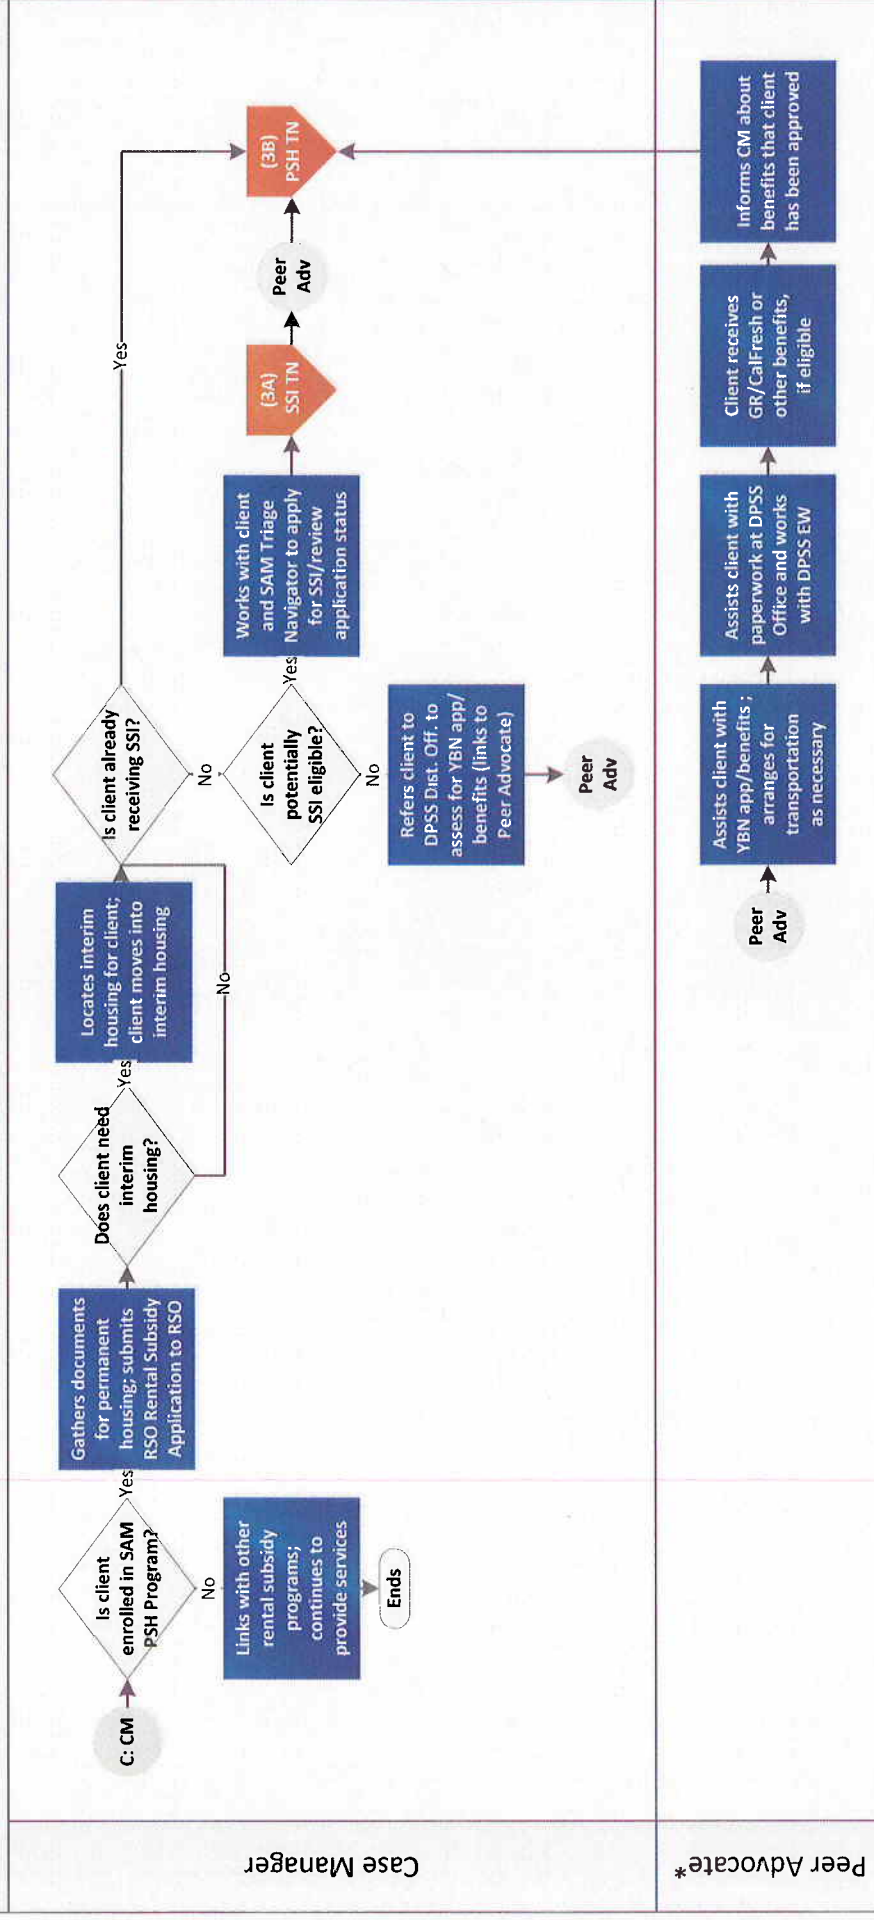 Case Manager
C: CM
Is client
enrolled in SAM
PSH Program?
Yes
No
Links with other
rental subsidy
programs;
continues to
provide services
Ends
Gathers documents
for permanent
housing; submits
RSO Rental Subsidy
Application to RSO
Does client need
interim
housing?
Yes
No
Locates interim
housing for client;
client moves into
interim housing
Is client already
receiving SSI?
Yes
No
Is client
potentially
SSI eligible?
Yes
No
Works with client
and SAM Triage
Navigator to apply
for SSI/review
application status
(3A)
SSI TN
Peer
Adv
(3B)
PSH TN
Refers client to
DPSS Dist. Off. to
assess for YBN app/
benefits (links to
Peer Advocate)
Peer
Adv
Peer Advocate*
Peer
Adv
Assists client with
YBN app/benefits ;
arranges for
transportation
as necessary
Assists client with
paperwork at DPSS
Office and works
with DPSS EW
Client receives
GR/CalFresh or
other benefits,
if eligible
Informs CM about
benefits that client
has been approved